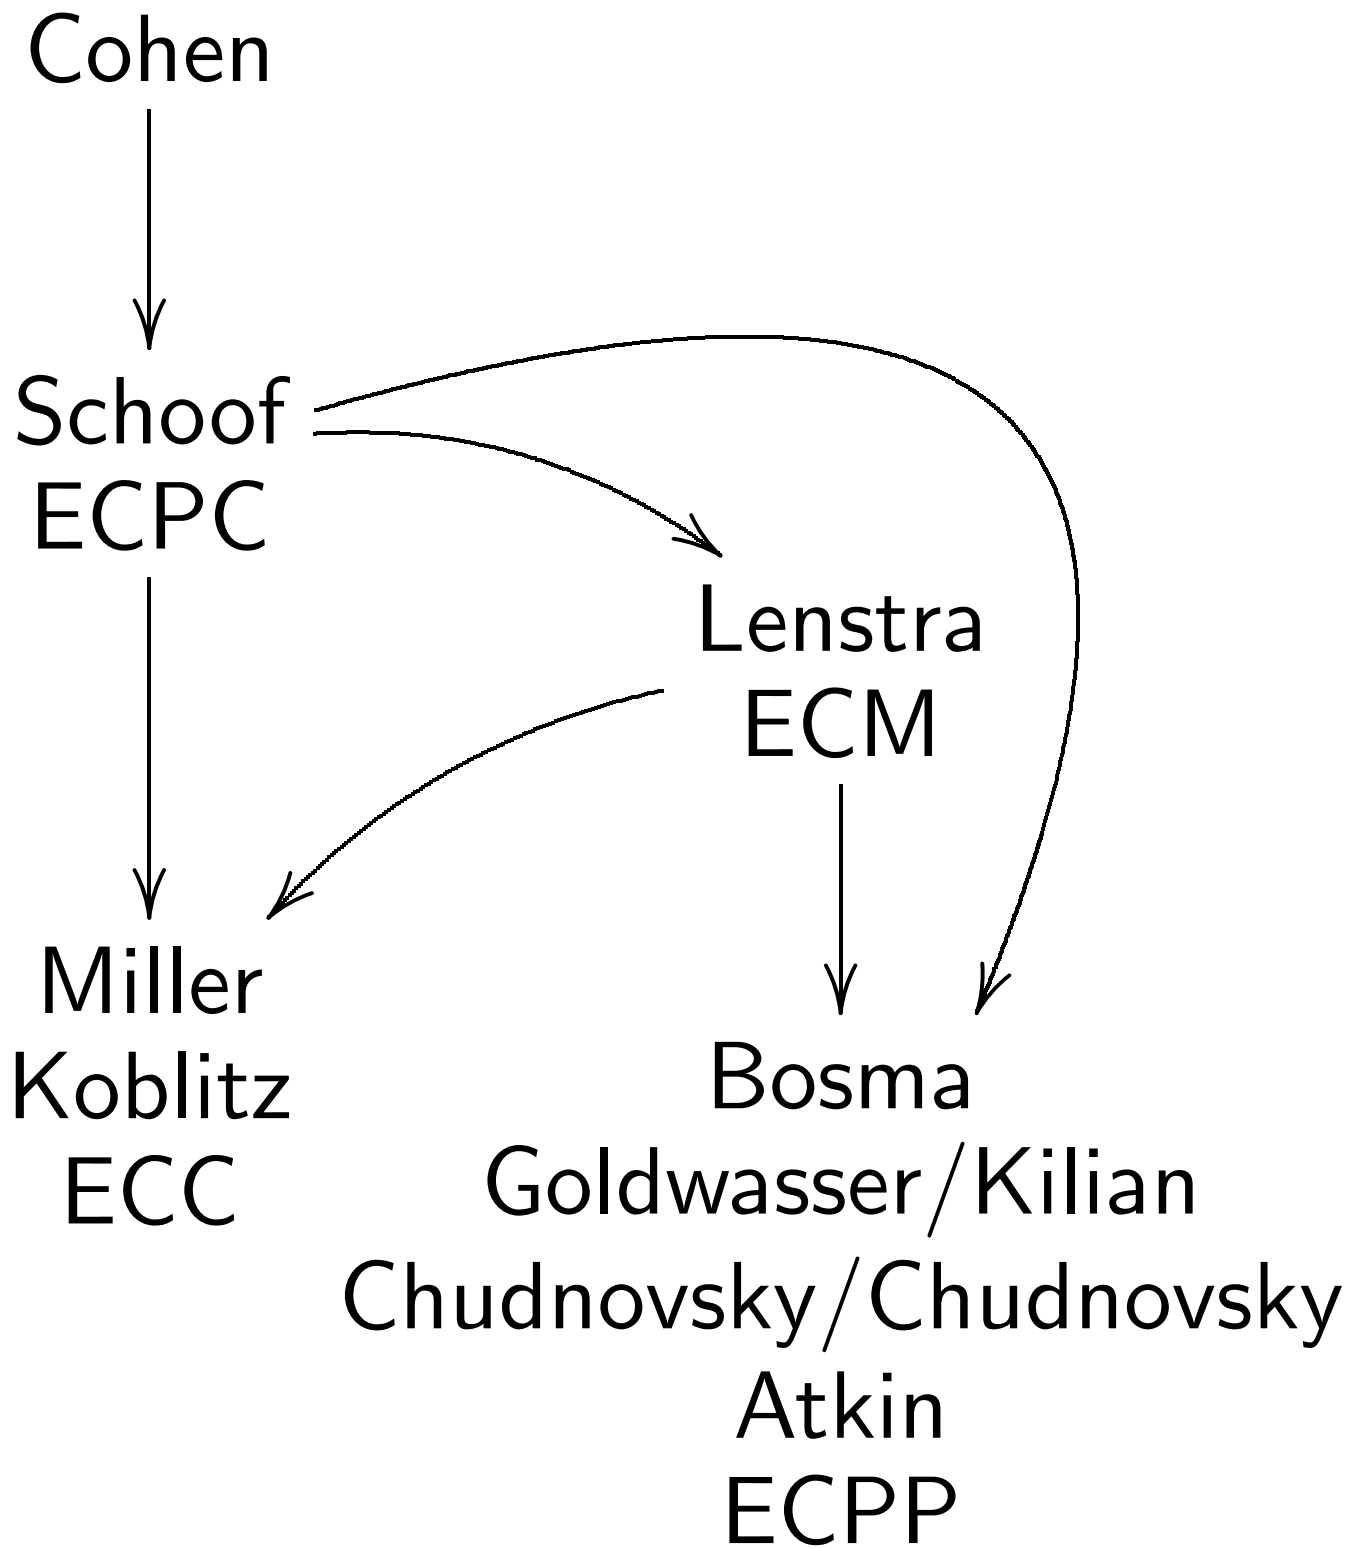 Cohen
Schoof
ECPC
Lenstra
ECM
Miller
Koblitz
ECC
Bosma
Goldwasser/Kilian
Chudnovsky/Chudnovsky
Atkin
ECPP